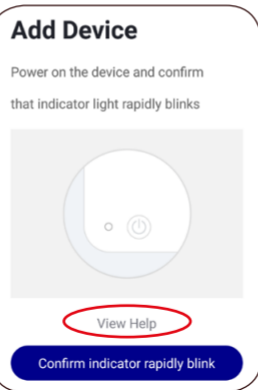 Add Device
Power on the device and confirm
that indicator light rapidly blinks
View Help
Confirm indicator rapidly blink